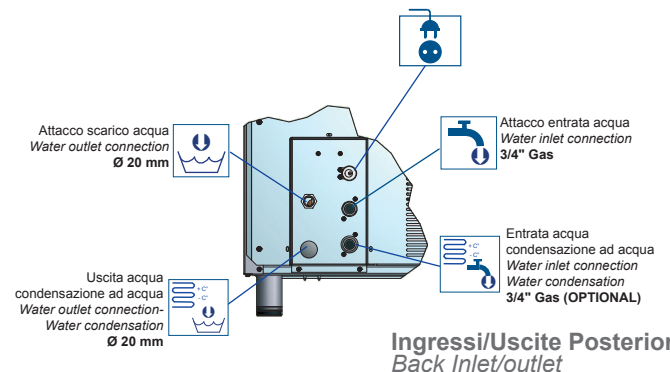 Attacco scarico acqua
Water outlet connection
Ø 20 mm
Attacco entrata acqua
Water inlet connection
3/4" Gas
Uscita acqua
condensazione ad acqua
Water outlet connection-
Water condensation
Ø 20 mm
+ C°
- C°
Entrata acqua
condensazione ad acqua
Water inlet connection
Water condensation
3/4" Gas (OPTIONAL)
+ C°
- C°
Ingressi/Uscite Posterior
Back Inlet/outlet